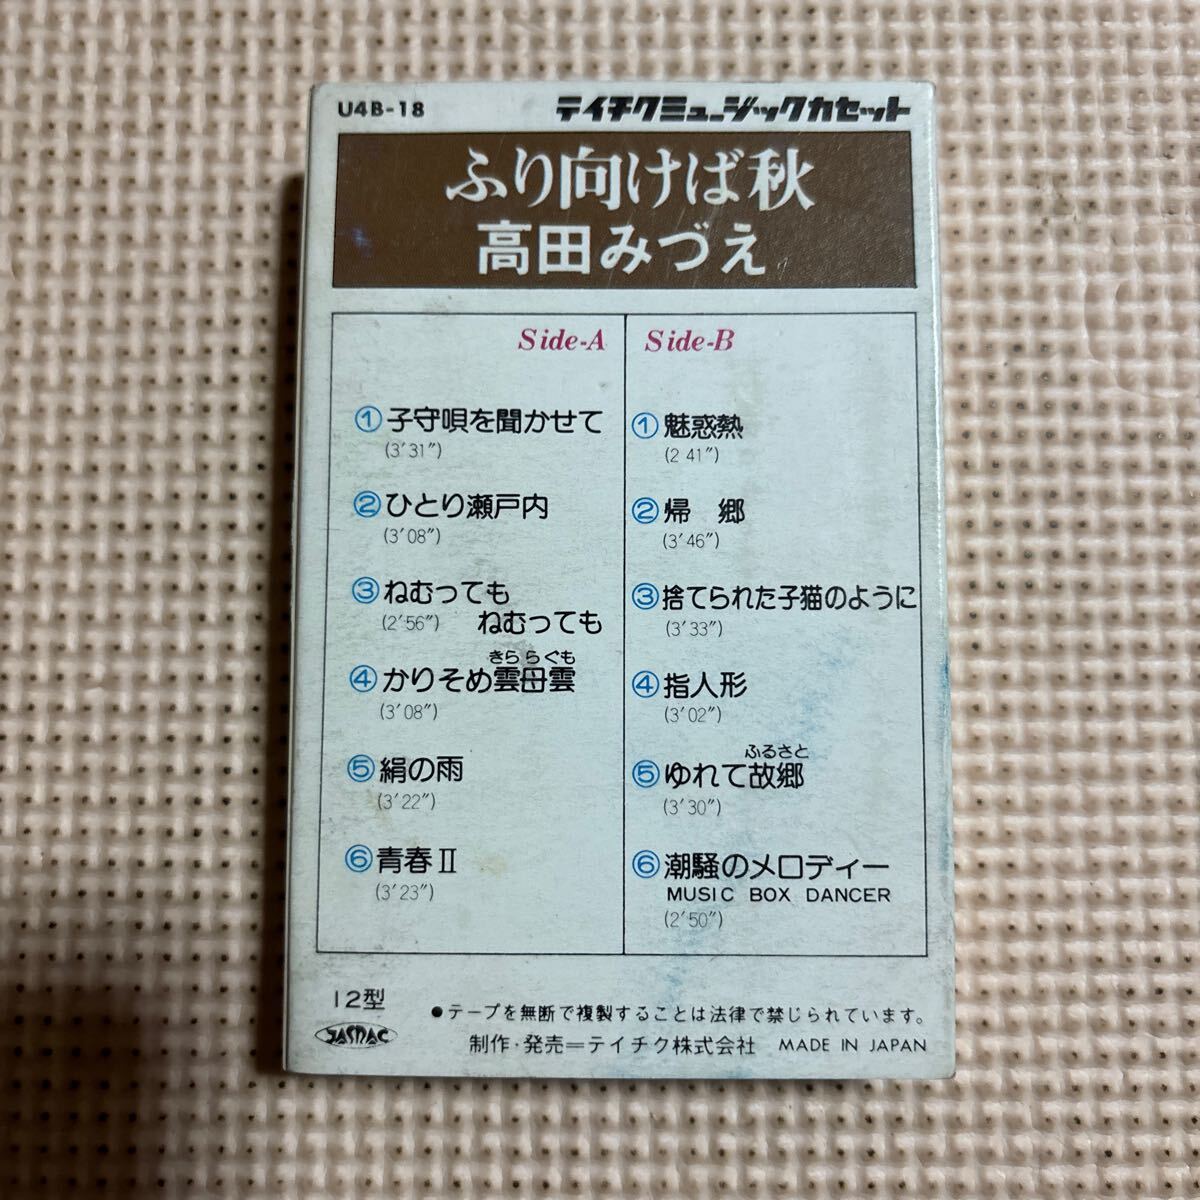 U4B-18 テイチクミュージックカセット
ふり向けば秋
高田みづえ
Side-A
①子守唄を聞かせて
(3′31″)
②ひとり瀬戸内
(3′08″)
③ねむっても
(2′56″) ねむっても
きららぐも
④かりそめ雲母雲
(3′08″)
⑤絹の雨
(3′22″)
⑥青春Ⅱ
(3′23″)
Side-B
①魅惑熱
(2 41″)
②帰 郷
(3′46″)
③捨てられた子猫のように
(3′33″)
④指人形
(3′02″)
ふるさと
⑤ゆれて故郷
(3′30″)
⑥潮騒のメロディー
MUSIC BOX DANCER
(2′50″)
12型
JASRAC
●テープを無断で複製することは法律で禁じられています。
制作·発売＝テイチク株式会社 MADE IN JAPAN